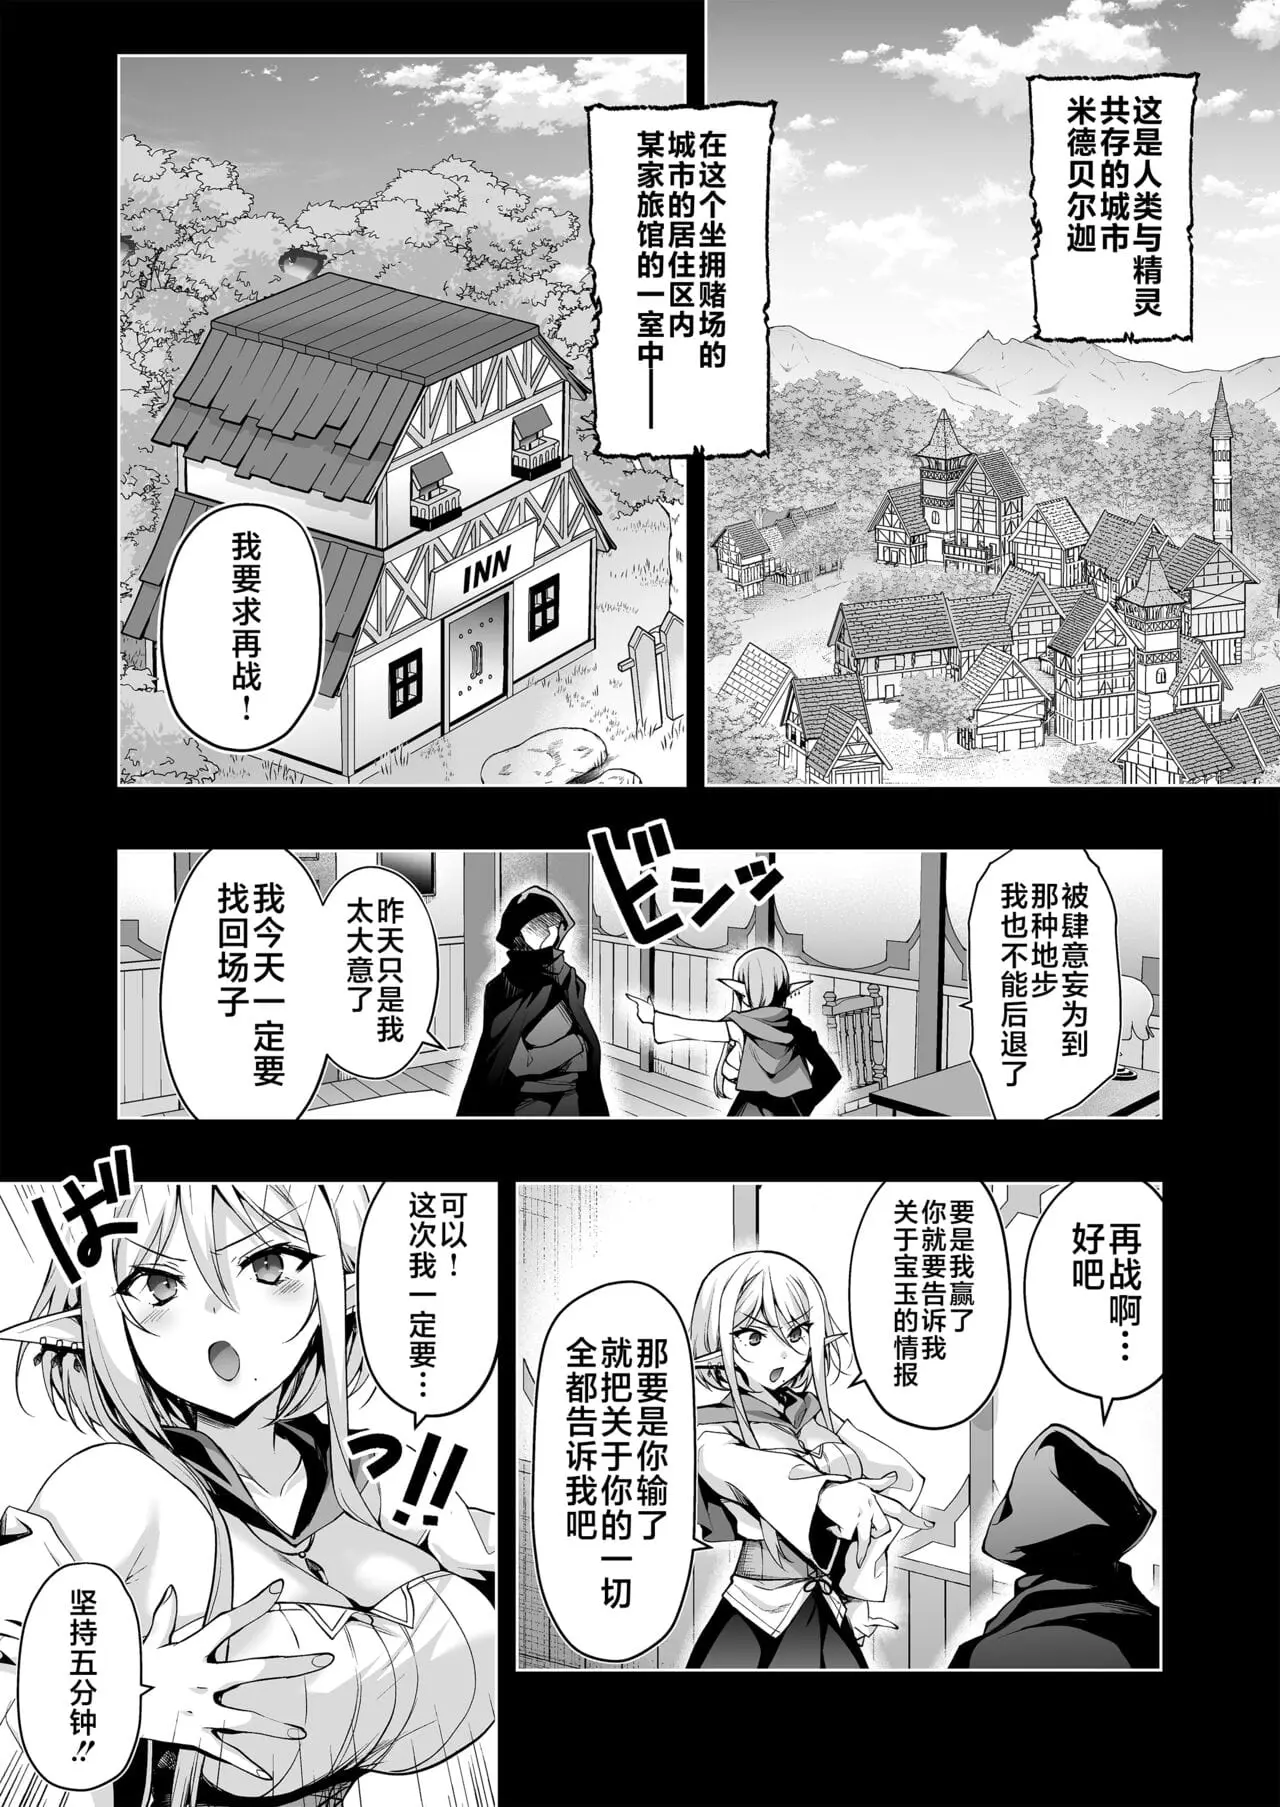 这是人类与精灵
共存的城市
米德贝尔迦
在这个坐拥赌场的
城市的居住区内
某家旅馆的一室中——
INN
我要求再战！
被肆意妄为到
那种地步
我也不能后退了
ビシッ
昨天只是我
太大意了
我今天一定要
找回场子
再战啊…
好吧
要是我赢了
你就要告诉我
关于宝玉的情报
那要是你输了
就把关于你的一切
全都告诉我吧
可以！
这次我一定要…
ばっ!!
坚持五分钟!!